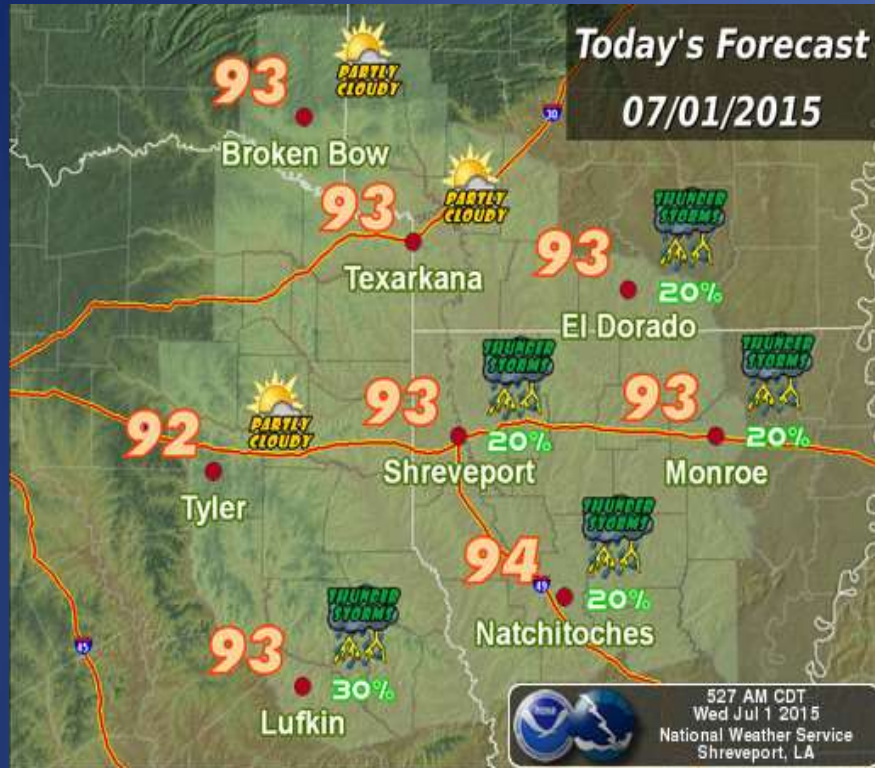 Today's Forecast
07/01/2015
93
PARTLY
CLOUDY
Broken Bow
30
93
PARTLY
CLOUDY
Texarkana
93
THUNDER
STORMS
20%
El Dorado
92
PARTLY
CLOUDY
Tyler
93
THUNDER
STORMS
20%
Shreveport
93
THUNDER
STORMS
20%
Monroe
94
49
THUNDER
STORMS
20%
Natchitoches
45
93
THUNDER
STORMS
30%
Lufkin
noaa
527 AM CDT
Wed Jul 1 2015
National Weather Service
Shreveport, LA